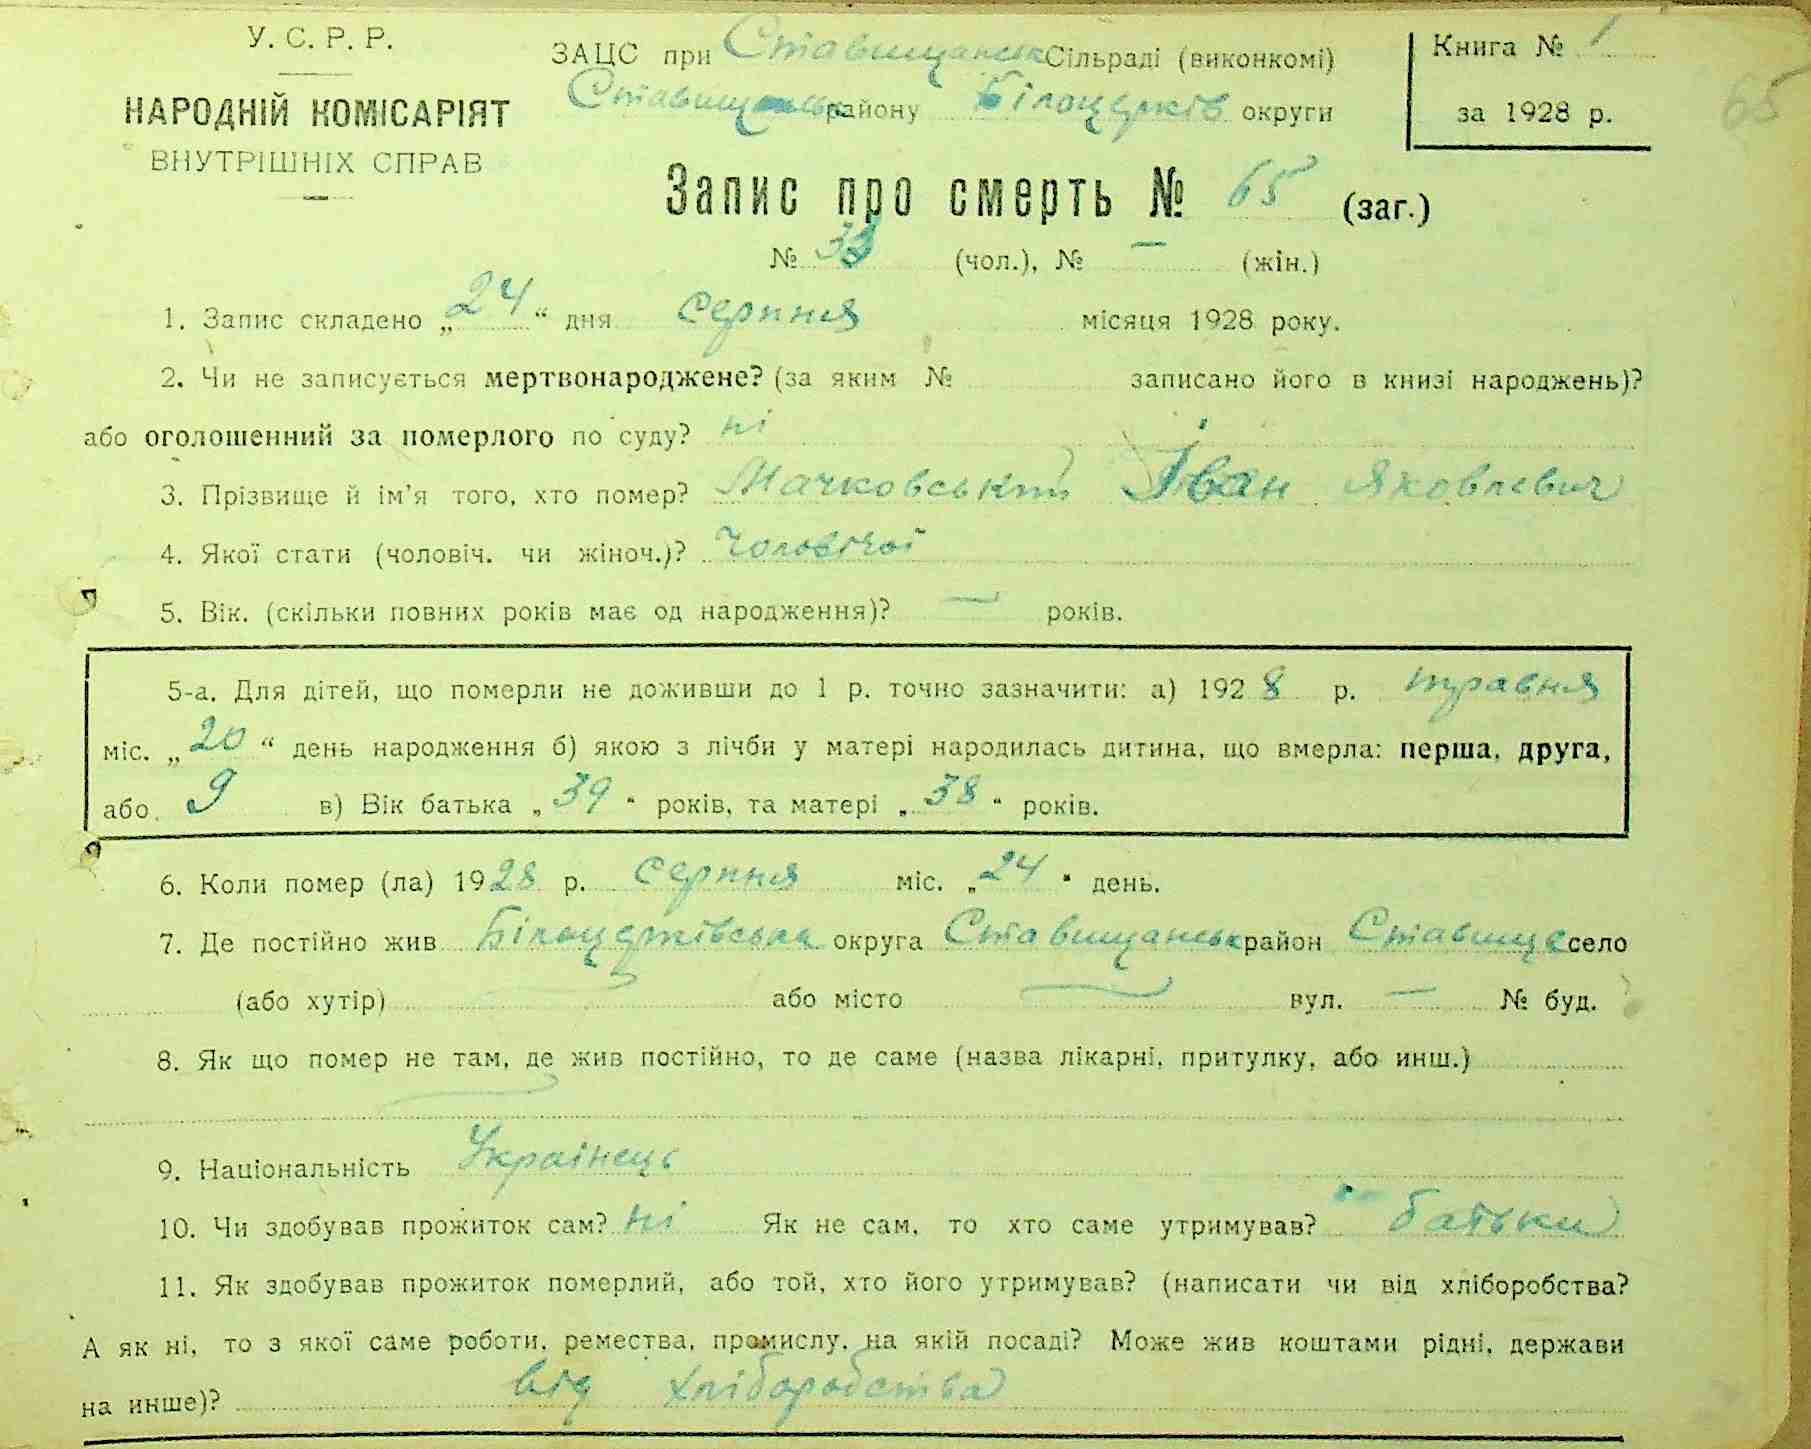 У. С. Р. Р.
НАРОДНІЙ КОМІСАРІЯТ
ВНУТРІШНІХ СПРАВ
ЗАЦС при Ставищанськ Сільраді (виконкомі)
Ставищанськ району Білоцерків округи
Книга № 1
за 1928 р.
65
Запис про смерть № 65 (заг.)
№ 33 (чол.), № — (жін.)
1. Запис складено „24“ дня серпня місяця 1928 року.
2. Чи не записується мертвонароджене? (за яким № записано його в книзі народжень)?
або оголошенний за померлого по суду? ні
3. Прізвище й ім'я того, хто помер? Мачковський Іван Яковлевич
4. Якої стати (чоловіч. чи жіноч.)? чоловічої
5. Вік. (скільки повних років має од народження)? — років.
5-а. Для дітей, що померли не доживши до 1 р. точно зазначити: а) 1928 р. травня
міс. „20“ день народження б) якою з лічби у матері народилась дитина, що вмерла: перша, друга,
або 9 в) Вік батька „39“ років, та матері „38“ років.
6. Коли помер (ла) 1928 р. серпня міс. „24“ день.
7. Де постійно жив Білоцерківська округа Ставищанськ район Ставище село
(або хутір) — або місто — вул. — № буд.
8. Як що помер не там, де жив постійно, то де саме (назва лікарні, притулку, або инш.)
—
9. Національність Украінець
10. Чи здобував прожиток сам? ні Як не сам, то хто саме утримував? батьки
11. Як здобував прожиток померлий, або той, хто його утримував? (написати чи від хліборобства?
А як ні, то з якої саме роботи, ремества, промислу, на якій посаді? Може жив коштами рідні, держави
на инше)? від хліборобства